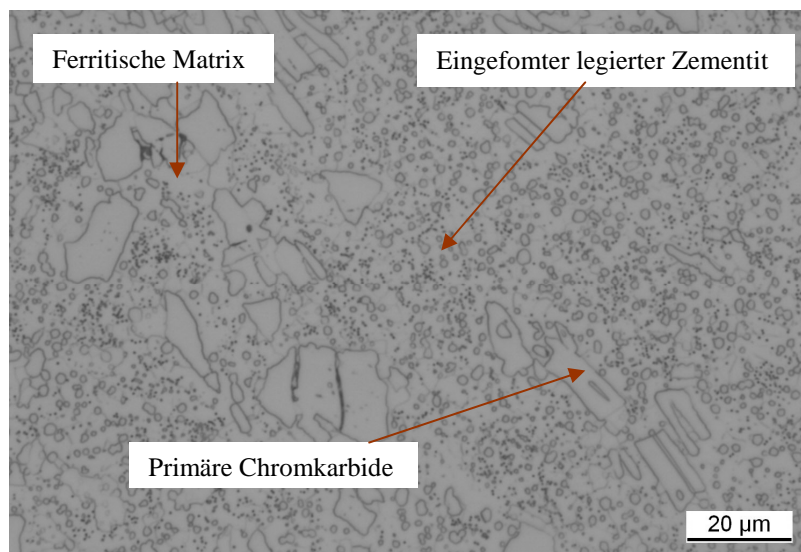 Ferritische Matrix
Eingefomter legierter Zementit
Primäre Chromkarbide
20 µm